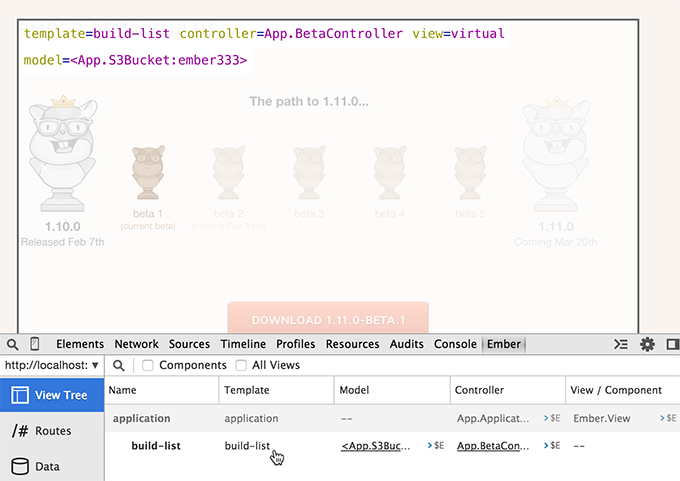 template=build-list controller=App.BetaController view=virtual
model=<App.S3Bucket:ember333>
The path to 1.11.0...
1.10.0
Released Feb 7th
beta 1
(current beta)
beta 2
(coming Feb 14th)
beta 3
beta 4
beta 5
1.11.0
Coming Mar 20th
DOWNLOAD 1.11.0-BETA.1
Elements Network Sources Timeline Profiles Resources Audits Console Ember
http://localhost: ▼ Components All Views
View Tree
/# Routes
Data
Name Template Model Controller View / Component
application application -- App.Applicat... >$E Ember.View >$E
build-list build-list <App.S3Buc... >$E App.BetaCon... >$E --